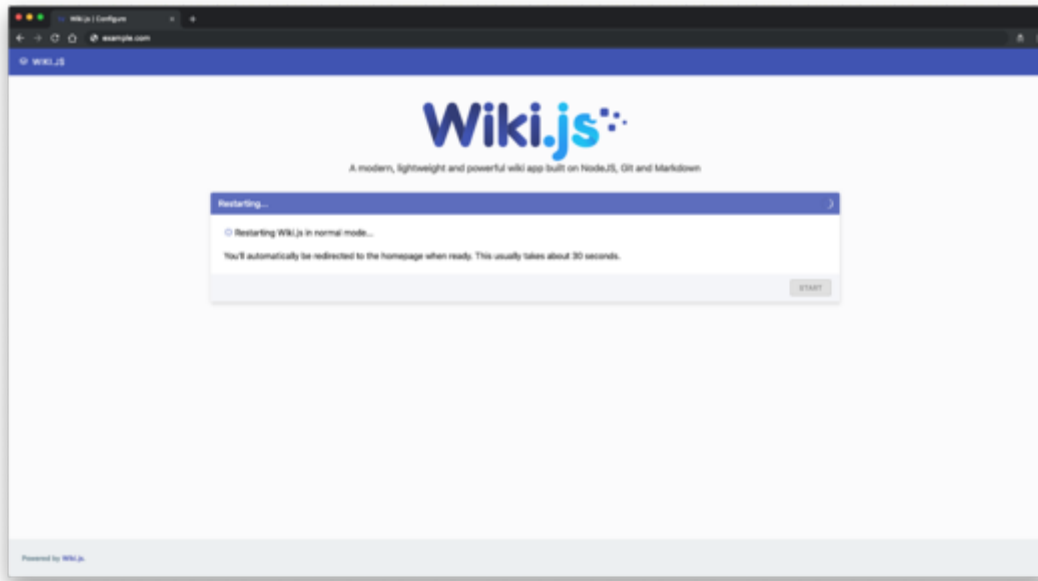 Wiki.js | Configure
example.com
WIKI.JS
Wiki.js
A modern, lightweight and powerful wiki app built on NodeJS, Git and Markdown
Restarting...
Restarting Wiki.js in normal mode...
You'll automatically be redirected to the homepage when ready. This usually takes about 30 seconds.
START
Powered by Wiki.js.